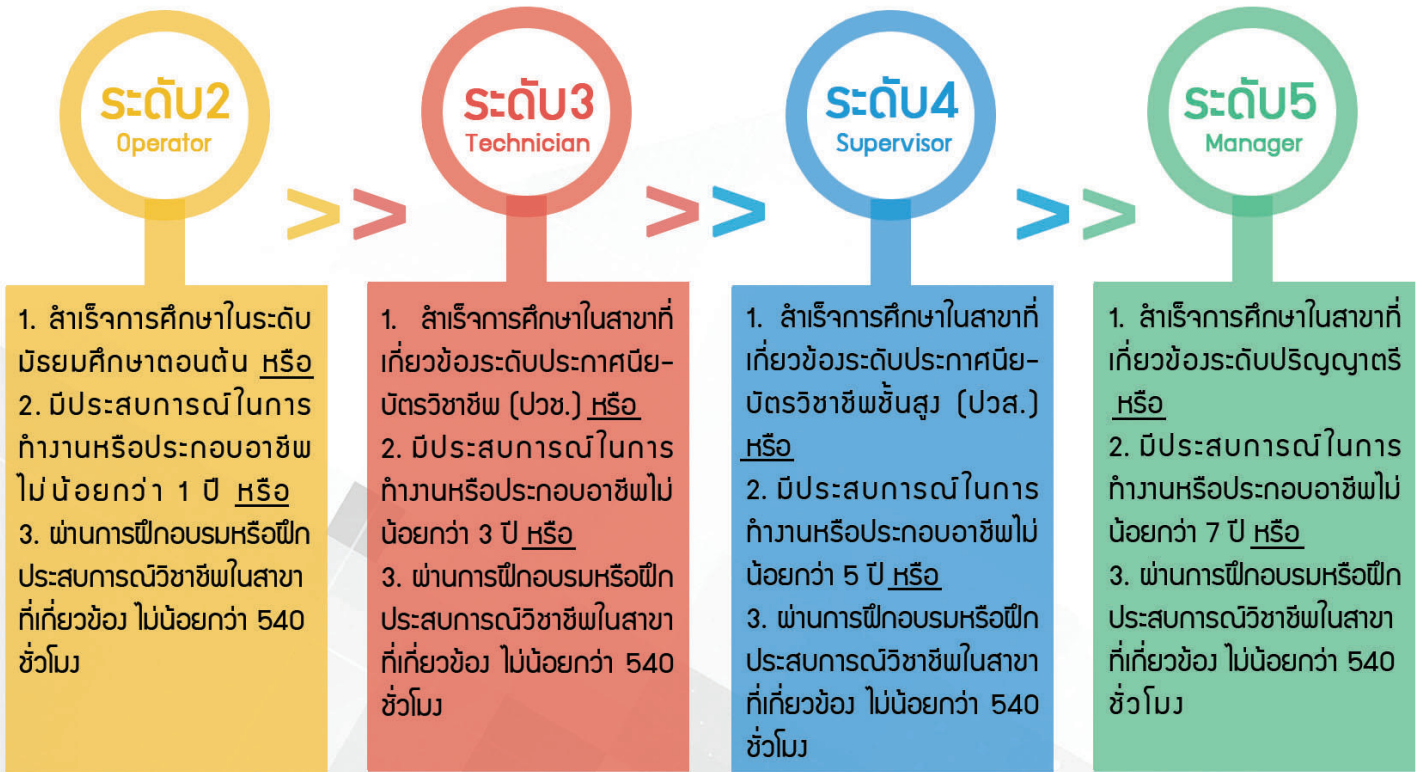 ระดับ2
Operator
1. สำเร็จการศึกษาในระดับ
มัธยมศึกษาตอนต้น หรือ
2. มีประสบการณ์ในการ
ทำงานหรือประกอบอาชีพ
ไม่น้อยกว่า 1 ปี หรือ
3. ผ่านการฝึกอบรมหรือฝึก
ประสบการณ์วิชาชีพในสาขา
ที่เกี่ยวข้อง ไม่น้อยกว่า 540
ชั่วโมง
ระดับ3
Technician
1. สำเร็จการศึกษาในสาขาที่
เกี่ยวข้องระดับประกาศนีย-
บัตรวิชาชีพ (ปวช.) หรือ
2. มีประสบการณ์ในการ
ทำงานหรือประกอบอาชีพไม่
น้อยกว่า 3 ปี หรือ
3. ผ่านการฝึกอบรมหรือฝึก
ประสบการณ์วิชาชีพในสาขา
ที่เกี่ยวข้อง ไม่น้อยกว่า 540
ชั่วโมง
ระดับ4
Supervisor
1. สำเร็จการศึกษาในสาขาที่
เกี่ยวข้องระดับประกาศนีย-
บัตรวิชาชีพชั้นสูง (ปวส.)
หรือ
2. มีประสบการณ์ในการ
ทำงานหรือประกอบอาชีพไม่
น้อยกว่า 5 ปี หรือ
3. ผ่านการฝึกอบรมหรือฝึก
ประสบการณ์วิชาชีพในสาขา
ที่เกี่ยวข้อง ไม่น้อยกว่า 540
ชั่วโมง
ระดับ5
Manager
1. สำเร็จการศึกษาในสาขาที่
เกี่ยวข้องระดับปริญญาตรี
หรือ
2. มีประสบการณ์ในการ
ทำงานหรือประกอบอาชีพไม่
น้อยกว่า 7 ปี หรือ
3. ผ่านการฝึกอบรมหรือฝึก
ประสบการณ์วิชาชีพในสาขา
ที่เกี่ยวข้อง ไม่น้อยกว่า 540
ชั่วโมง